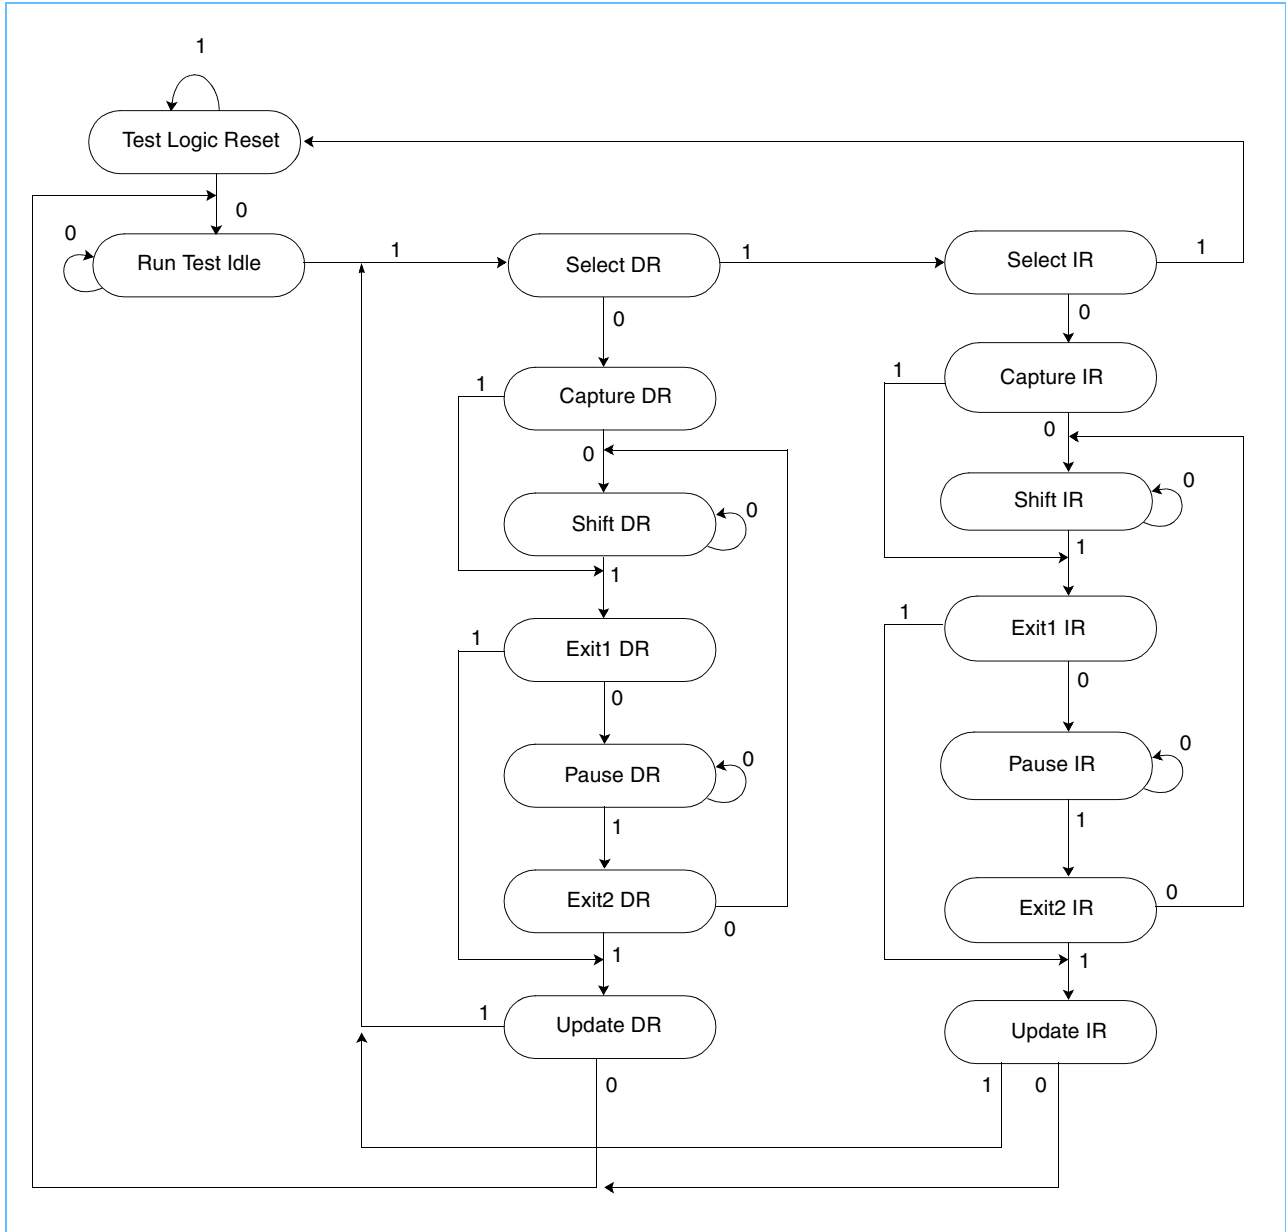 1
Test Logic Reset
0
0
Run Test Idle
1
Select DR
1
Select IR
1
0
0
Capture DR
1
Capture IR
1
0
0
Shift DR
0
Shift IR
0
1
1
Exit1 DR
1
Exit1 IR
1
0
0
Pause DR
0
Pause IR
0
1
1
Exit2 DR
0
Exit2 IR
0
1
1
Update DR
1
Update IR
0
1
0